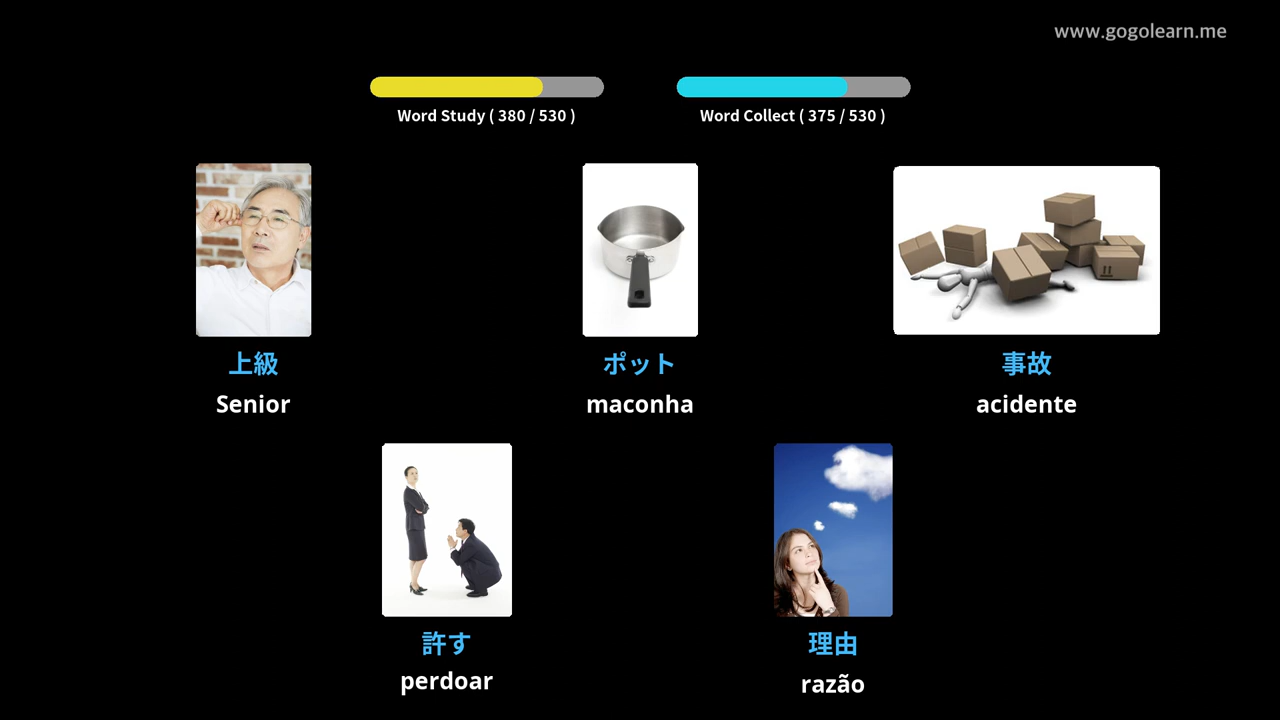 www.gogolearn.me
Word Study ( 380 / 530 )
Word Collect ( 375 / 530 )
上級
Senior
ポット
maconha
事故
acidente
許す
perdoar
理由
razão